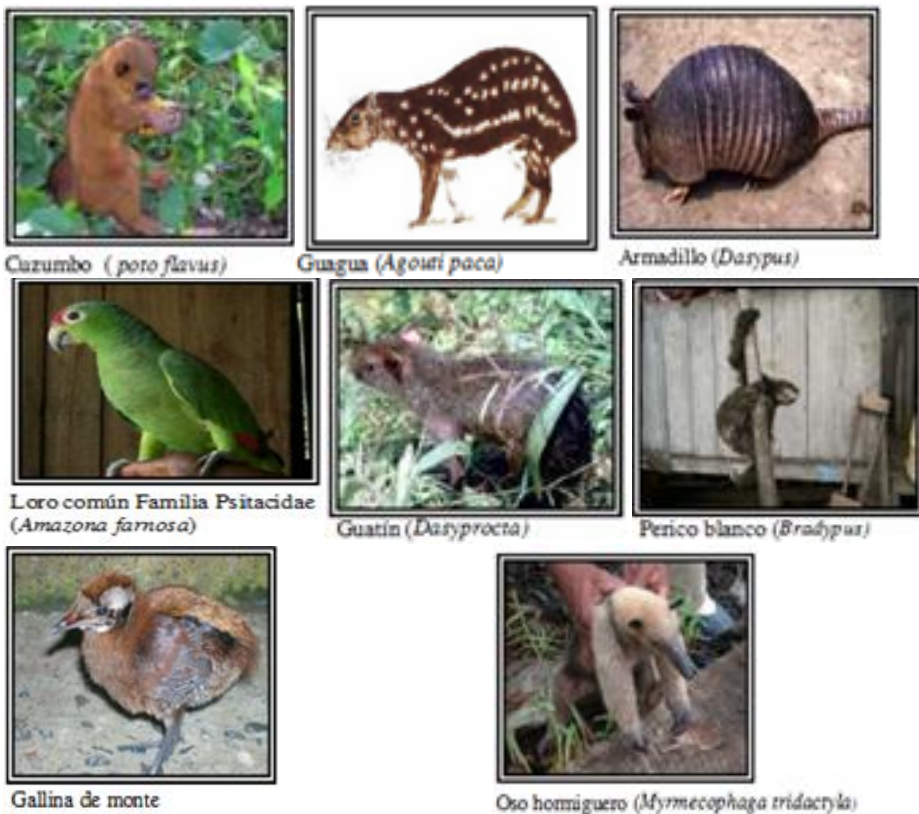 Cuzumbo ( poto flavus)
Guagua (Agouti paca)
Armadillo (Dasypus)
Loro común Familia Psitacidae
(Amazona farnosa)
Guatín (Dasyprocta)
Perico blanco (Bradypus)
Gallina de monte
Oso hormiguero (Myrmecophaga tridactyla)